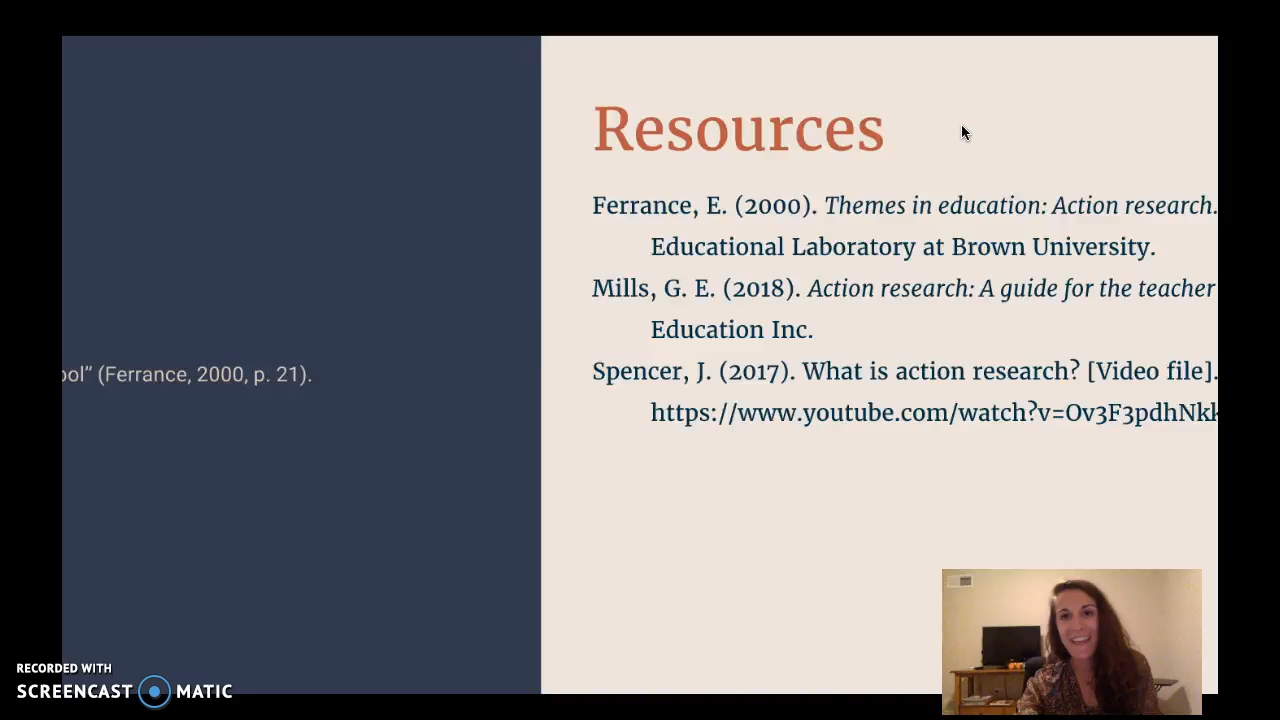 Resources
Ferrance, E. (2000). Themes in education: Action research.
Educational Laboratory at Brown University.
Mills, G. E. (2018). Action research: A guide for the teacher
Education Inc.
Spencer, J. (2017). What is action research? [Video file].
https://www.youtube.com/watch?v=Ov3F3pdhNkk
ool” (Ferrance, 2000, p. 21).
RECORDED WITH
SCREENCAST MATIC